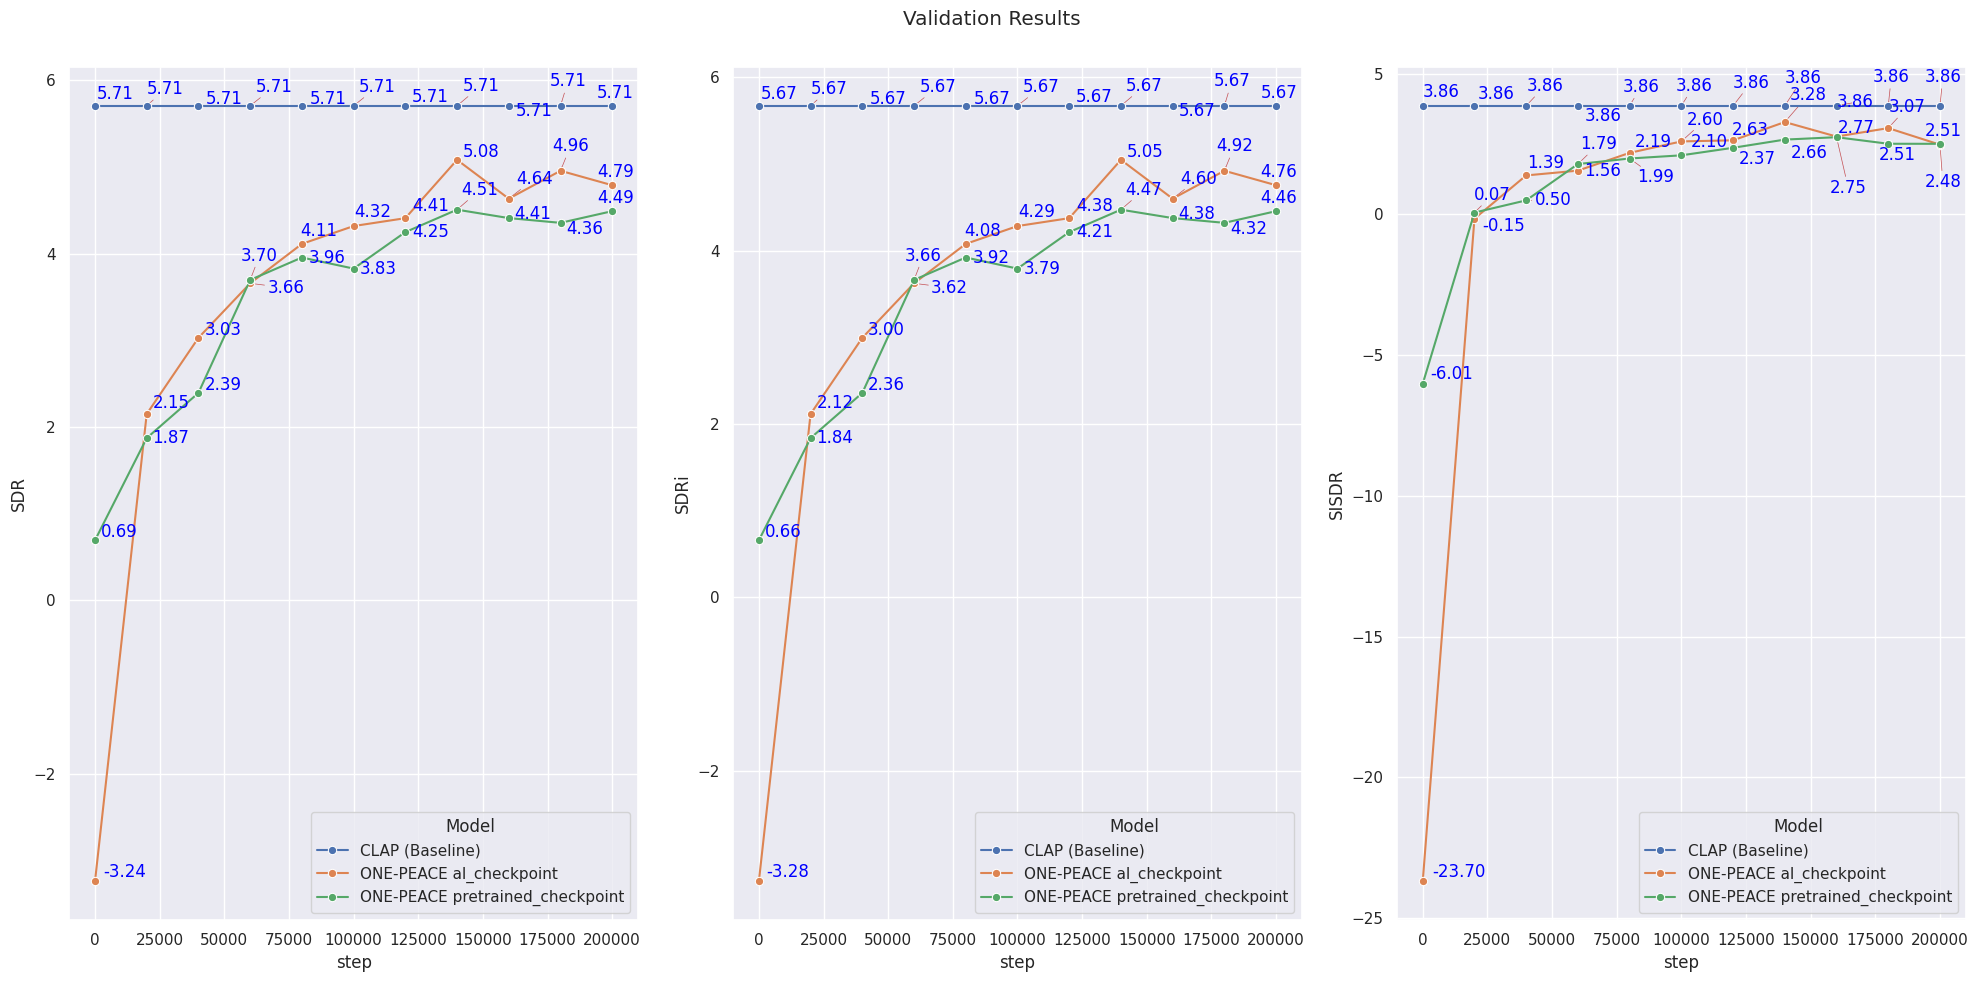 Validation Results
SDR
6
4
2
0
−2
5.71 5.71 5.71 5.71 5.71 5.71 5.71 5.71 5.71 5.71 5.71
-3.24 2.15 3.03 3.66 4.11 4.32 4.41 5.08 4.64 4.96 4.79
0.69 1.87 2.39 3.70 3.96 3.83 4.25 4.51 4.41 4.36 4.49
Model
CLAP (Baseline)
ONE-PEACE al_checkpoint
ONE-PEACE pretrained_checkpoint
0 25000 50000 75000 100000 125000 150000 175000 200000
step
SDRi
6
4
2
0
−2
5.67 5.67 5.67 5.67 5.67 5.67 5.67 5.67 5.67 5.67 5.67
-3.28 2.12 3.00 3.62 4.08 4.29 4.38 5.05 4.60 4.92 4.76
0.66 1.84 2.36 3.66 3.92 3.79 4.21 4.47 4.38 4.32 4.46
Model
CLAP (Baseline)
ONE-PEACE al_checkpoint
ONE-PEACE pretrained_checkpoint
0 25000 50000 75000 100000 125000 150000 175000 200000
step
SISDR
5
0
−5
−10
−15
−20
−25
3.86 3.86 3.86 3.86 3.86 3.86 3.86 3.86 3.86 3.86 3.86
-23.70 -0.15 1.39 1.56 2.19 2.60 2.63 3.28 2.77 3.07 2.48
-6.01 0.07 0.50 1.79 1.99 2.10 2.37 2.66 2.75 2.51 2.51
Model
CLAP (Baseline)
ONE-PEACE al_checkpoint
ONE-PEACE pretrained_checkpoint
0 25000 50000 75000 100000 125000 150000 175000 200000
step